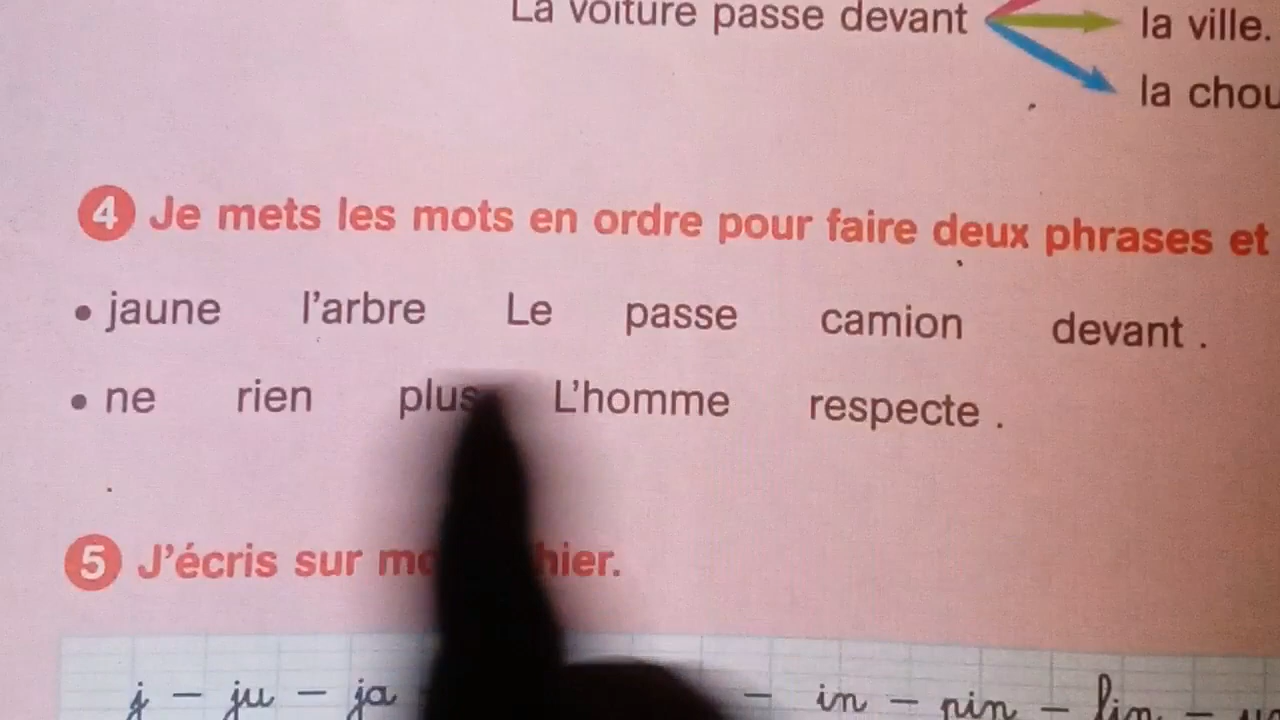 La voiture passe devant
la ville.
la chou
4 Je mets les mots en ordre pour faire deux phrases et
• jaune l'arbre Le passe camion devant .
• ne rien plus L'homme respecte .
5 J'écris sur hier.
j – ju – ja – in – nin – lin –